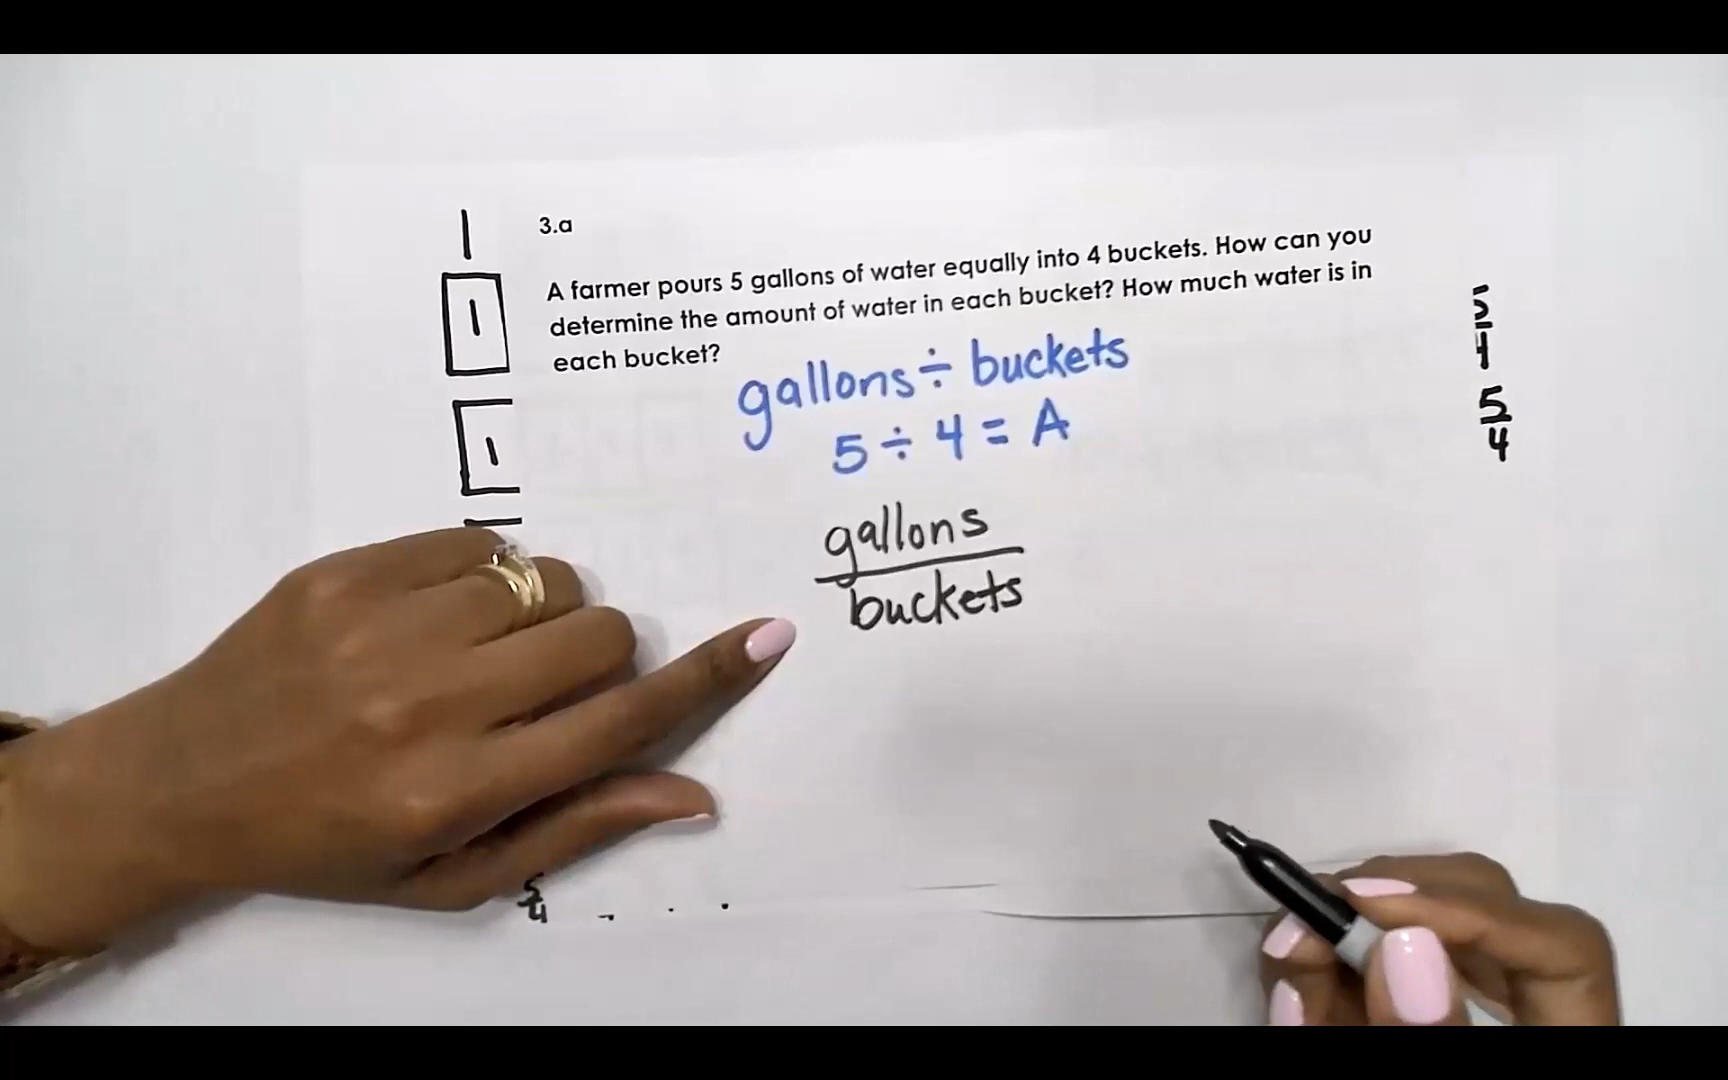 3.a
A farmer pours 5 gallons of water equally into 4 buckets. How can you
determine the amount of water in each bucket? How much water is in
each bucket?
gallons ÷ buckets
5 ÷ 4 = A
gallons
buckets
1
1
1
5
4
5
4
5
4